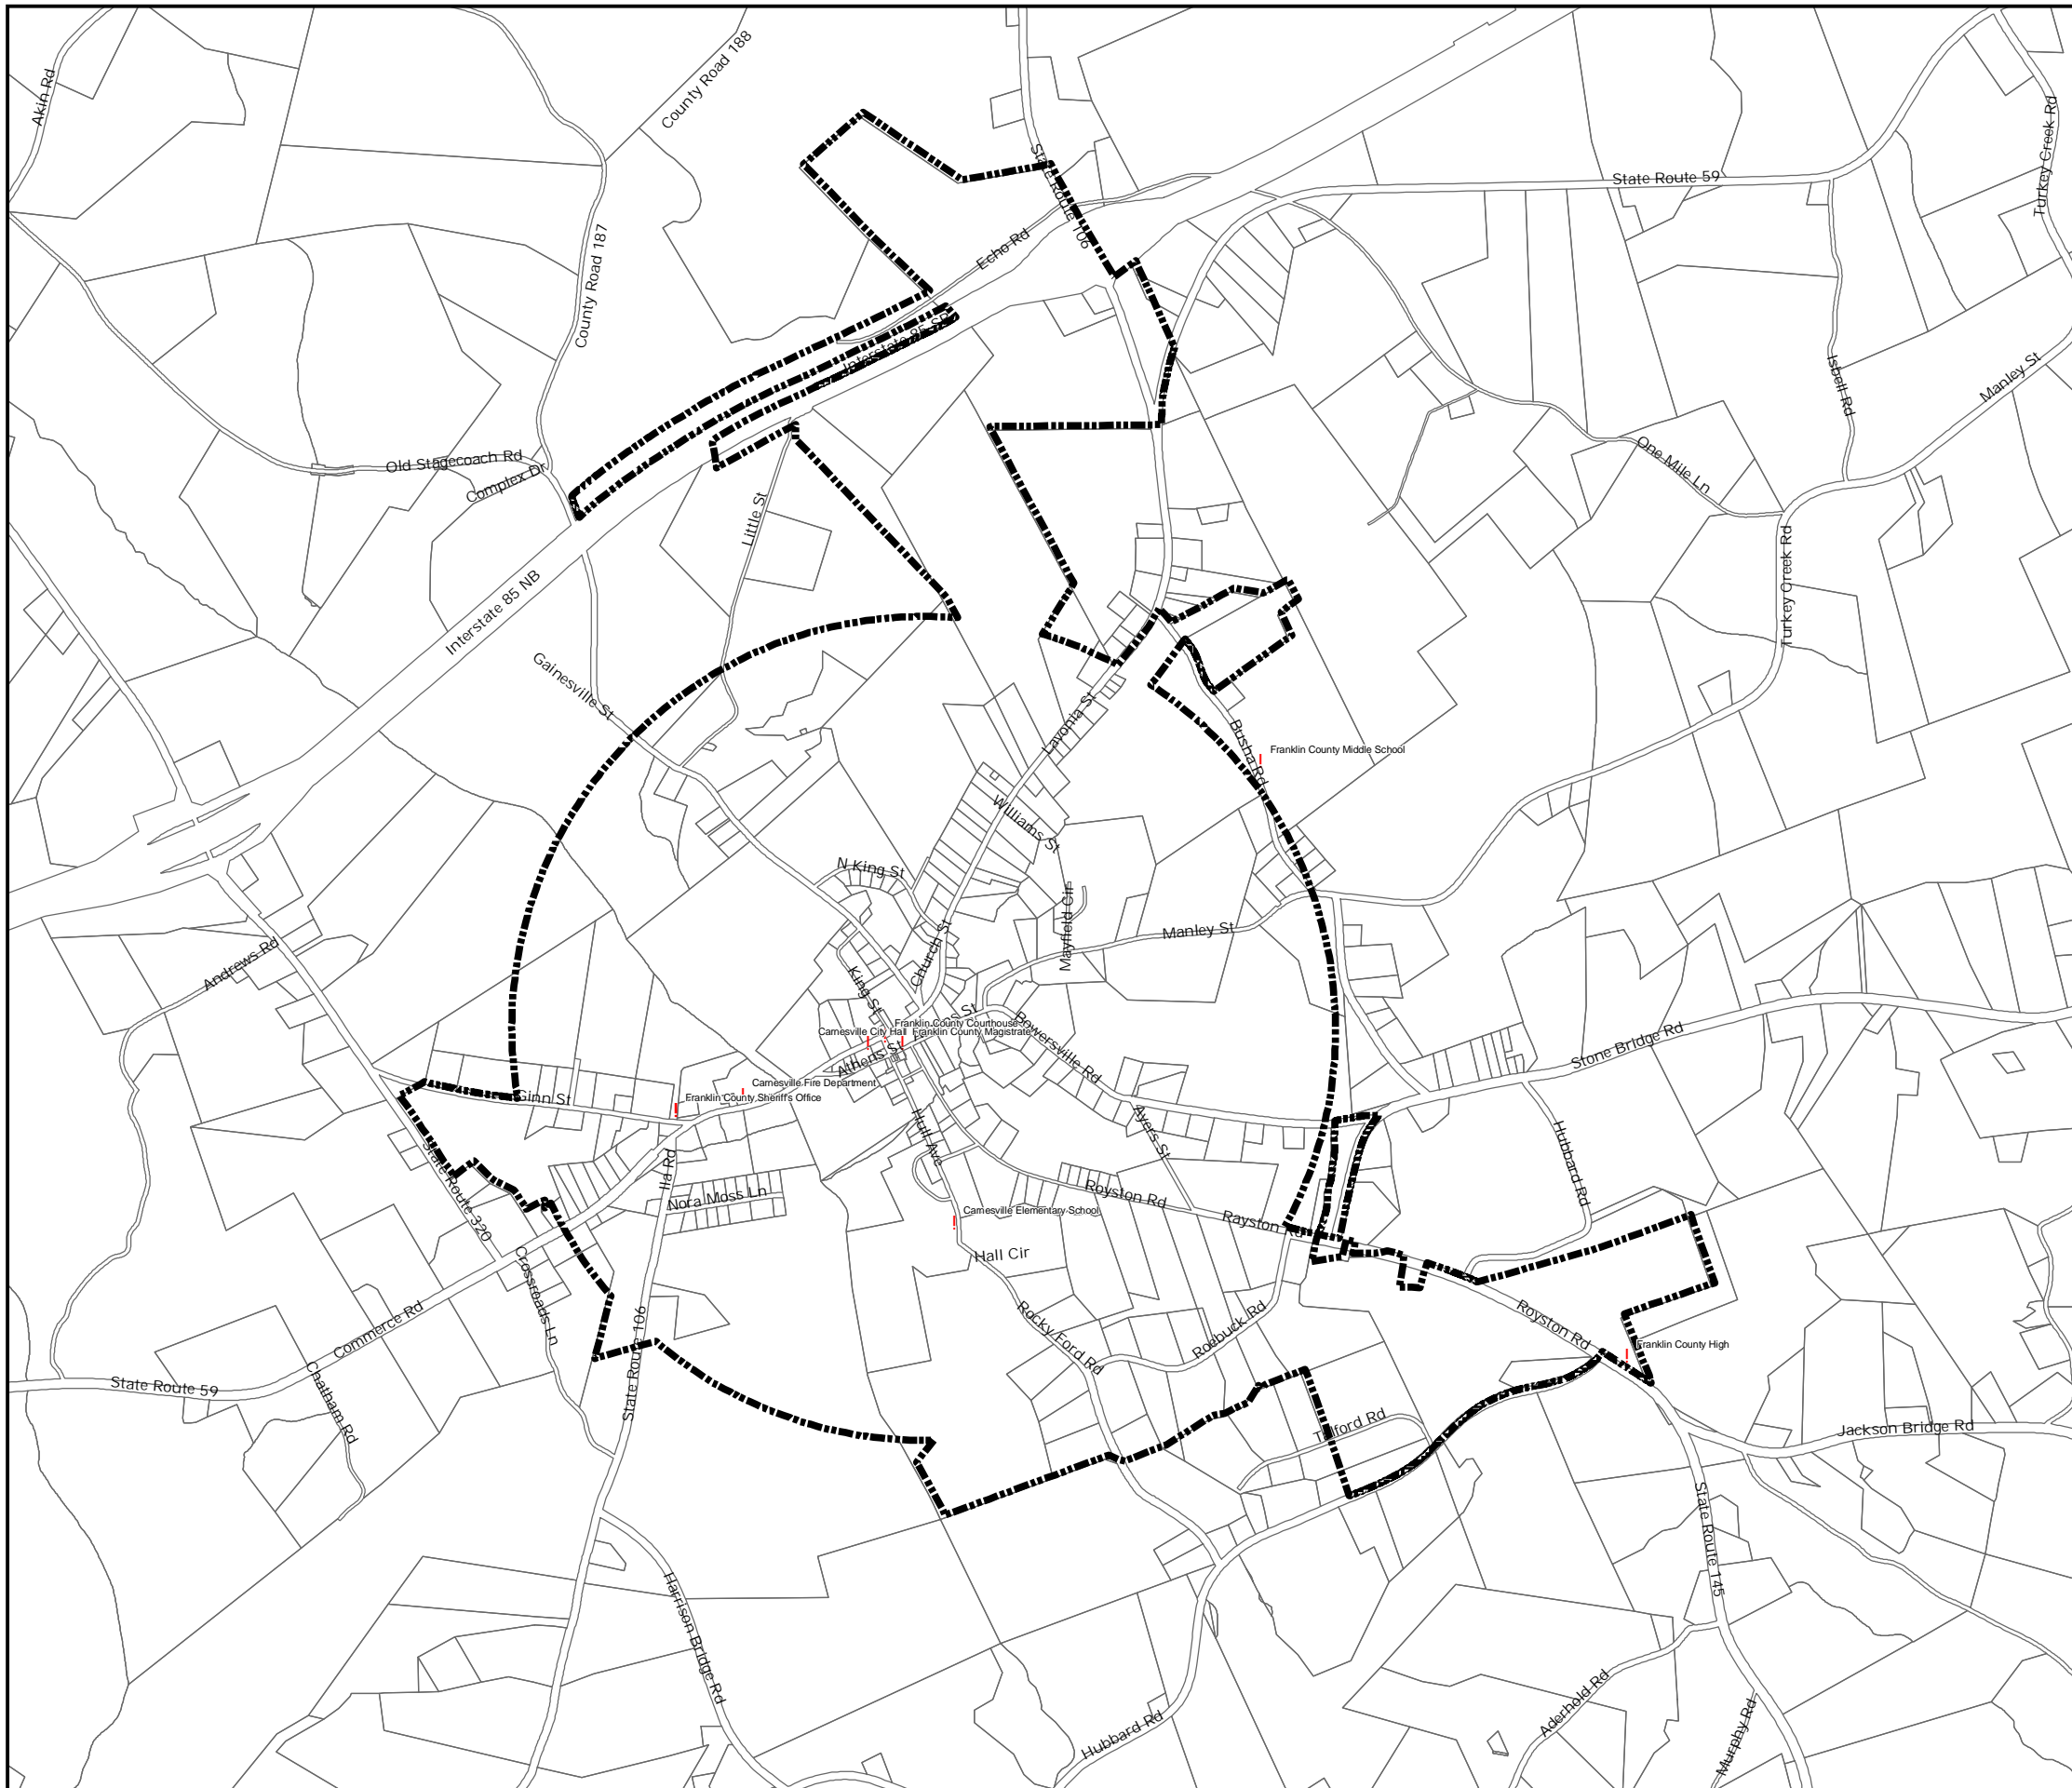 County Road 188
Akin Rd
Turkey Creek Rd
State Route 106
State Route 59
Echo Rd
County Road 187
Isbell Rd
Manley St
Old Stagecoach Rd
Complex Dr
One Mile Ln
Little St
Turkey Creek Rd
Interstate 85 NB
Gainesville St
Lavonia St
Busha Rd
Franklin County Middle School
Williams St
N King St
Mayfield Cir
Manley St
Church St
Andrews Rd
King St
Franklin County Courthouse
Carnesville City Hall
Franklin County Magistrate
Bowersville Rd
Athens St
Stone Bridge Rd
Carnesville Fire Department
Franklin County Sheriff's Office
Ginn St
Hull Ave
Ayers St
Hubbard Rd
State Route 320
Ila Rd
Nora Moss Ln
Royston Rd
Carnesville Elementary School
Rayston Rd
Hall Cir
Crossroads Ln
Commerce Rd
Rocky Ford Rd
Roebuck Rd
Royston Rd
Franklin County High
State Route 106
State Route 59
Chatham Rd
Telford Rd
Jackson Bridge Rd
State Route 145
Harrison Bridge Rd
Aderhold Rd
Hubbard Rd
Murphy Rd